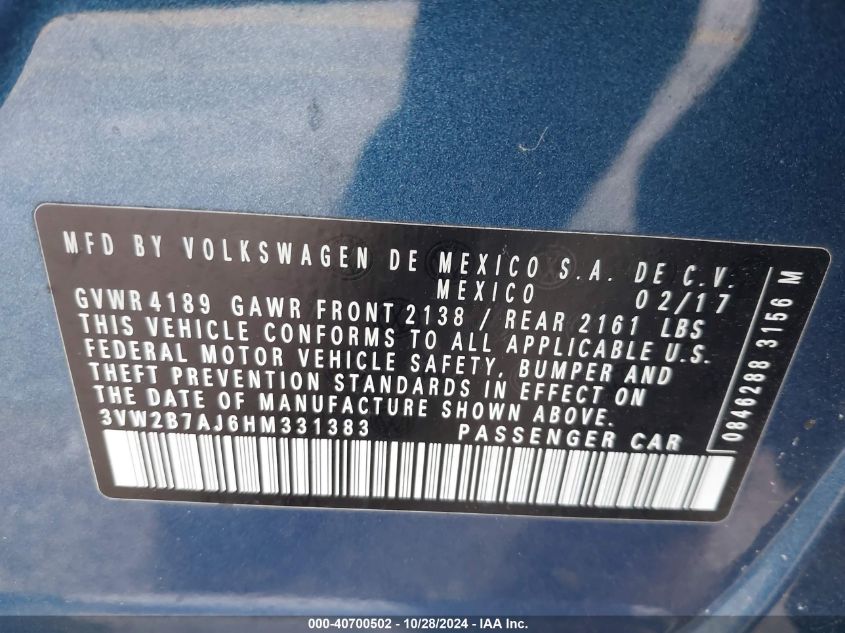 MFD BY VOLKSWAGEN DE MEXICO S.A. DE C.V.
MEXICO 02/17
GVWR 4189 GAWR FRONT 2138 / REAR 2161 LBS
THIS VEHICLE CONFORMS TO ALL APPLICABLE U.S.
FEDERAL MOTOR VEHICLE SAFETY, BUMPER AND
THEFT PREVENTION STANDARDS IN EFFECT ON
THE DATE OF MANUFACTURE SHOWN ABOVE.
3VW2B7AJ6HM331383 PASSENGER CAR
0846288 3156 M
000-40700502 - 10/28/2024 - IAA Inc.